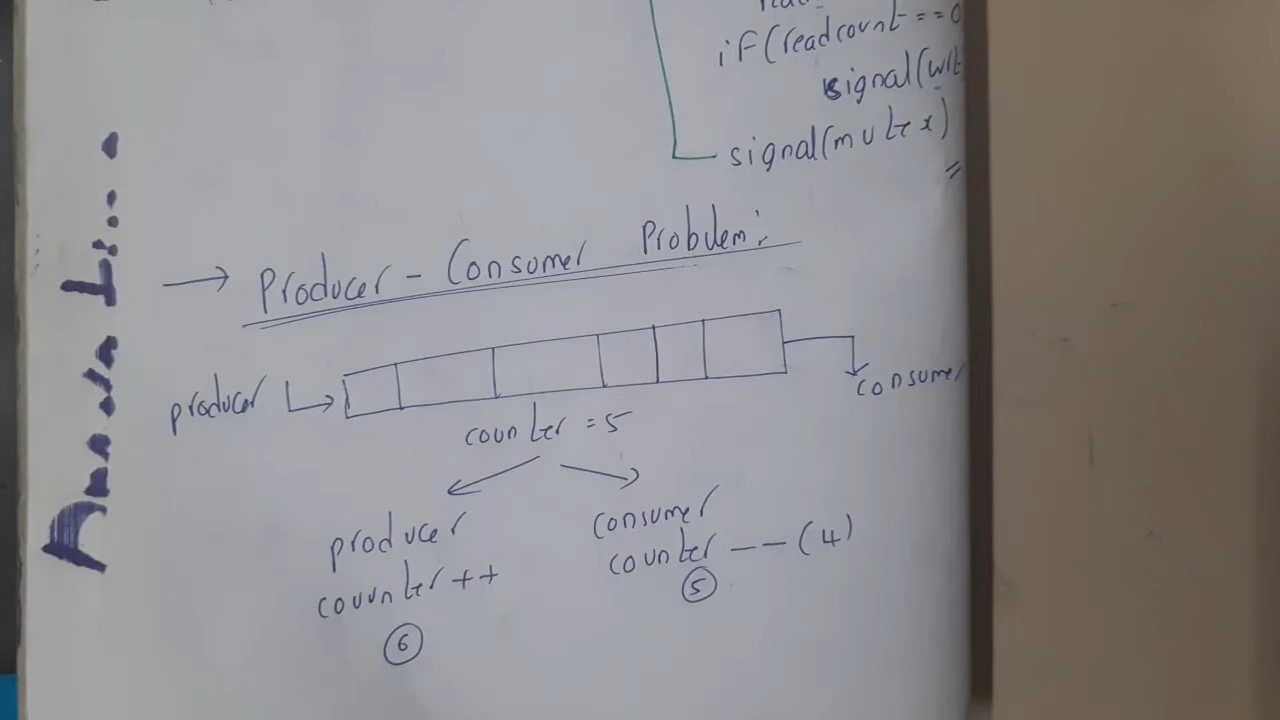 if(readcount==0
signal(wrt
signal(mutex)
→ Producer - Consumer Problem:
producer
consumer
counter = 5
producer
counter++
6
consumer
counter -- (4)
5